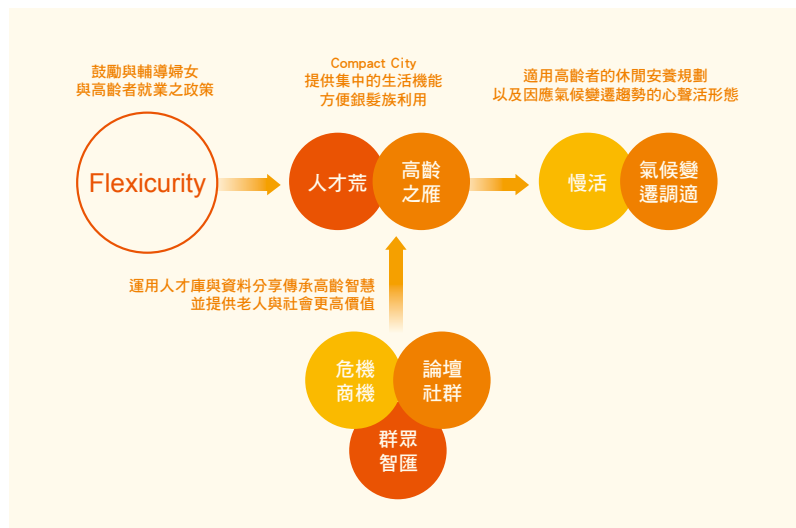 鼓勵與輔導婦女
與高齡者就業之政策
Compact City
提供集中的生活機能
方便銀髮族利用
適用高齡者的休閒安養規劃
以及因應氣候變遷趨勢的心聲活形態
Flexicurity
人才荒
高齡
之雁
慢活
氣候變
遷調適
運用人才庫與資料分享傳承高齡智慧
並提供老人與社會更高價值
危機
商機
論壇
社群
群眾
智匯